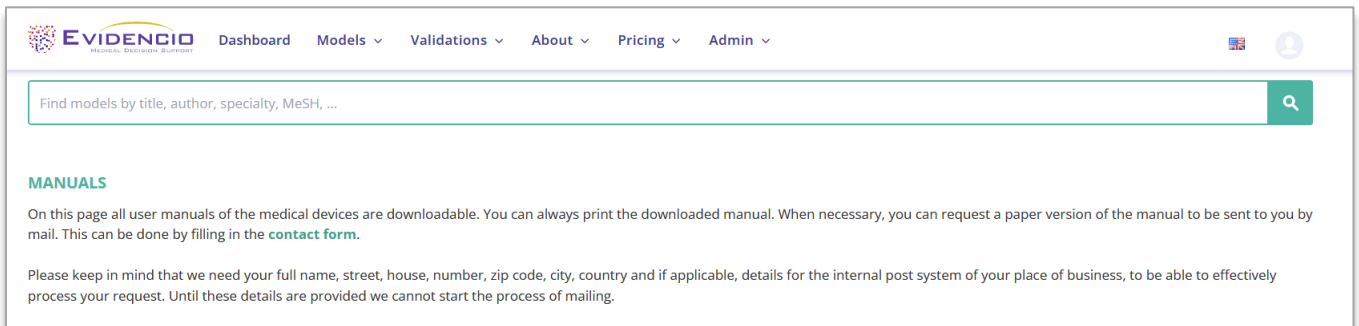 EVIDENCIO
MEDICAL DECISION SUPPORT
Dashboard Models Validations About Pricing Admin
Find models by title, author, specialty, MeSH, ...
MANUALS
On this page all user manuals of the medical devices are downloadable. You can always print the downloaded manual. When necessary, you can request a paper version of the manual to be sent to you by
mail. This can be done by filling in the contact form.
Please keep in mind that we need your full name, street, house, number, zip code, city, country and if applicable, details for the internal post system of your place of business, to be able to effectively
process your request. Until these details are provided we cannot start the process of mailing.